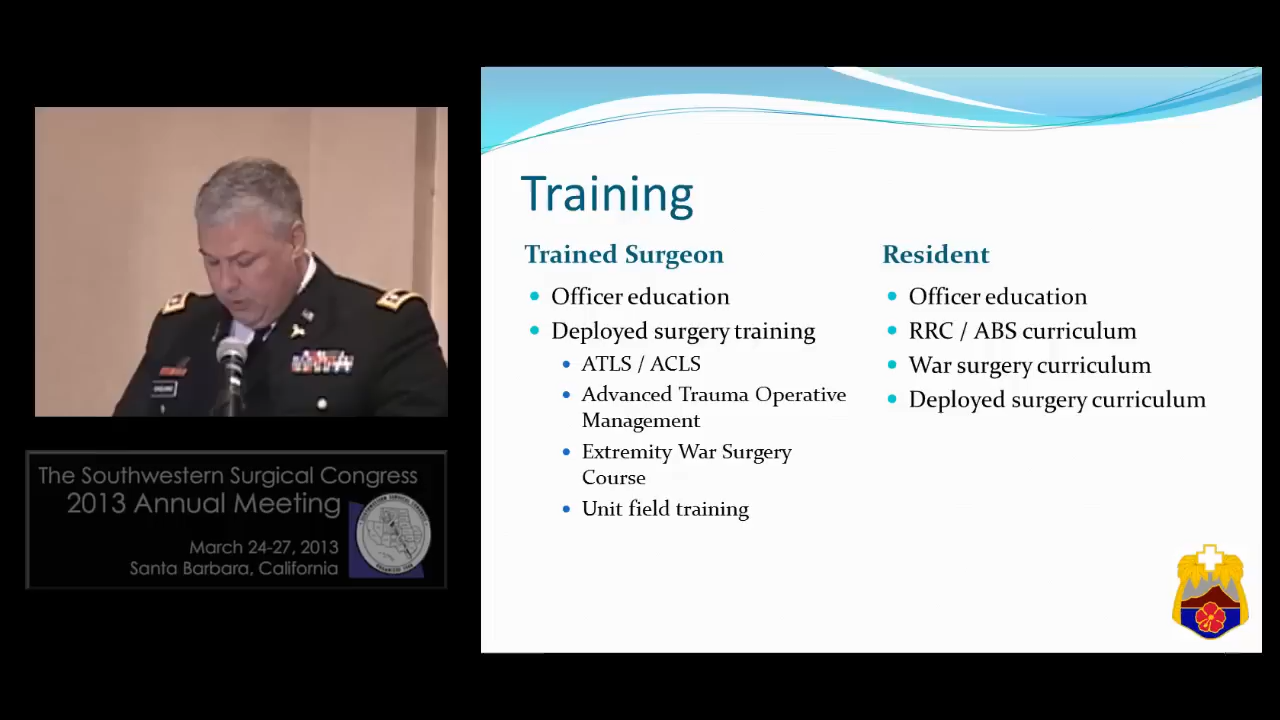 Training
Trained Surgeon
• Officer education
• Deployed surgery training
• ATLS / ACLS
• Advanced Trauma Operative
Management
• Extremity War Surgery
Course
• Unit field training
Resident
• Officer education
• RRC / ABS curriculum
• War surgery curriculum
• Deployed surgery curriculum
The Southwestern Surgical Congress
2013 Annual Meeting
March 24-27, 2013
Santa Barbara, California